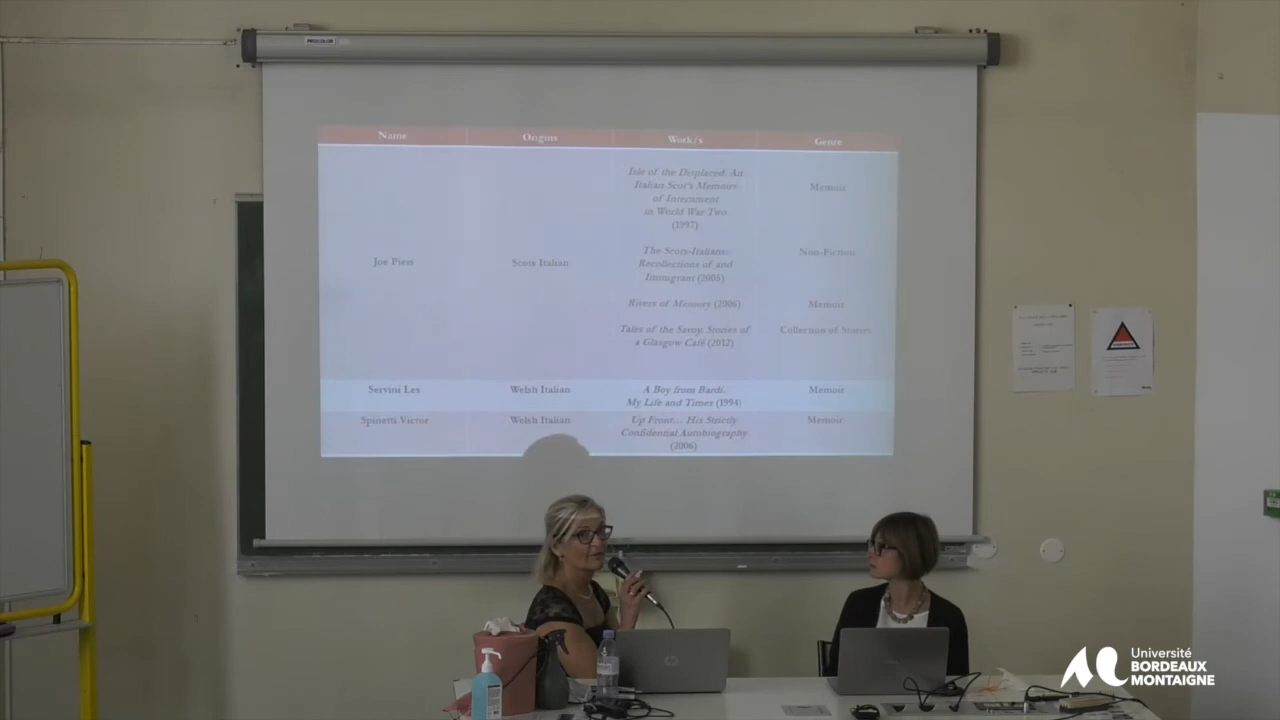 PROCOLOR
Name Origins Work/s Genre
Isle of the Displaced: An
Italian Scot's Memoirs
of Internment
in World War Two
(1997)
Memoir
Joe Pieri
Scots Italian
The Scots-Italians:
Recollections of and
Immigrant (2005)
Non-Fiction
Rivers of Memory (2006)
Memoir
Tales of the Savoy. Stories of
a Glasgow Café (2012)
Collection of Stories
Servini Les
Welsh Italian
A Boy from Bardi.
My Life and Times (1994)
Memoir
Spinetti Victor
Welsh Italian
Up Front... His Strictly
Confidential Autobiography
(2006)
Memoir
hp
Université
BORDEAUX
MONTAIGNE